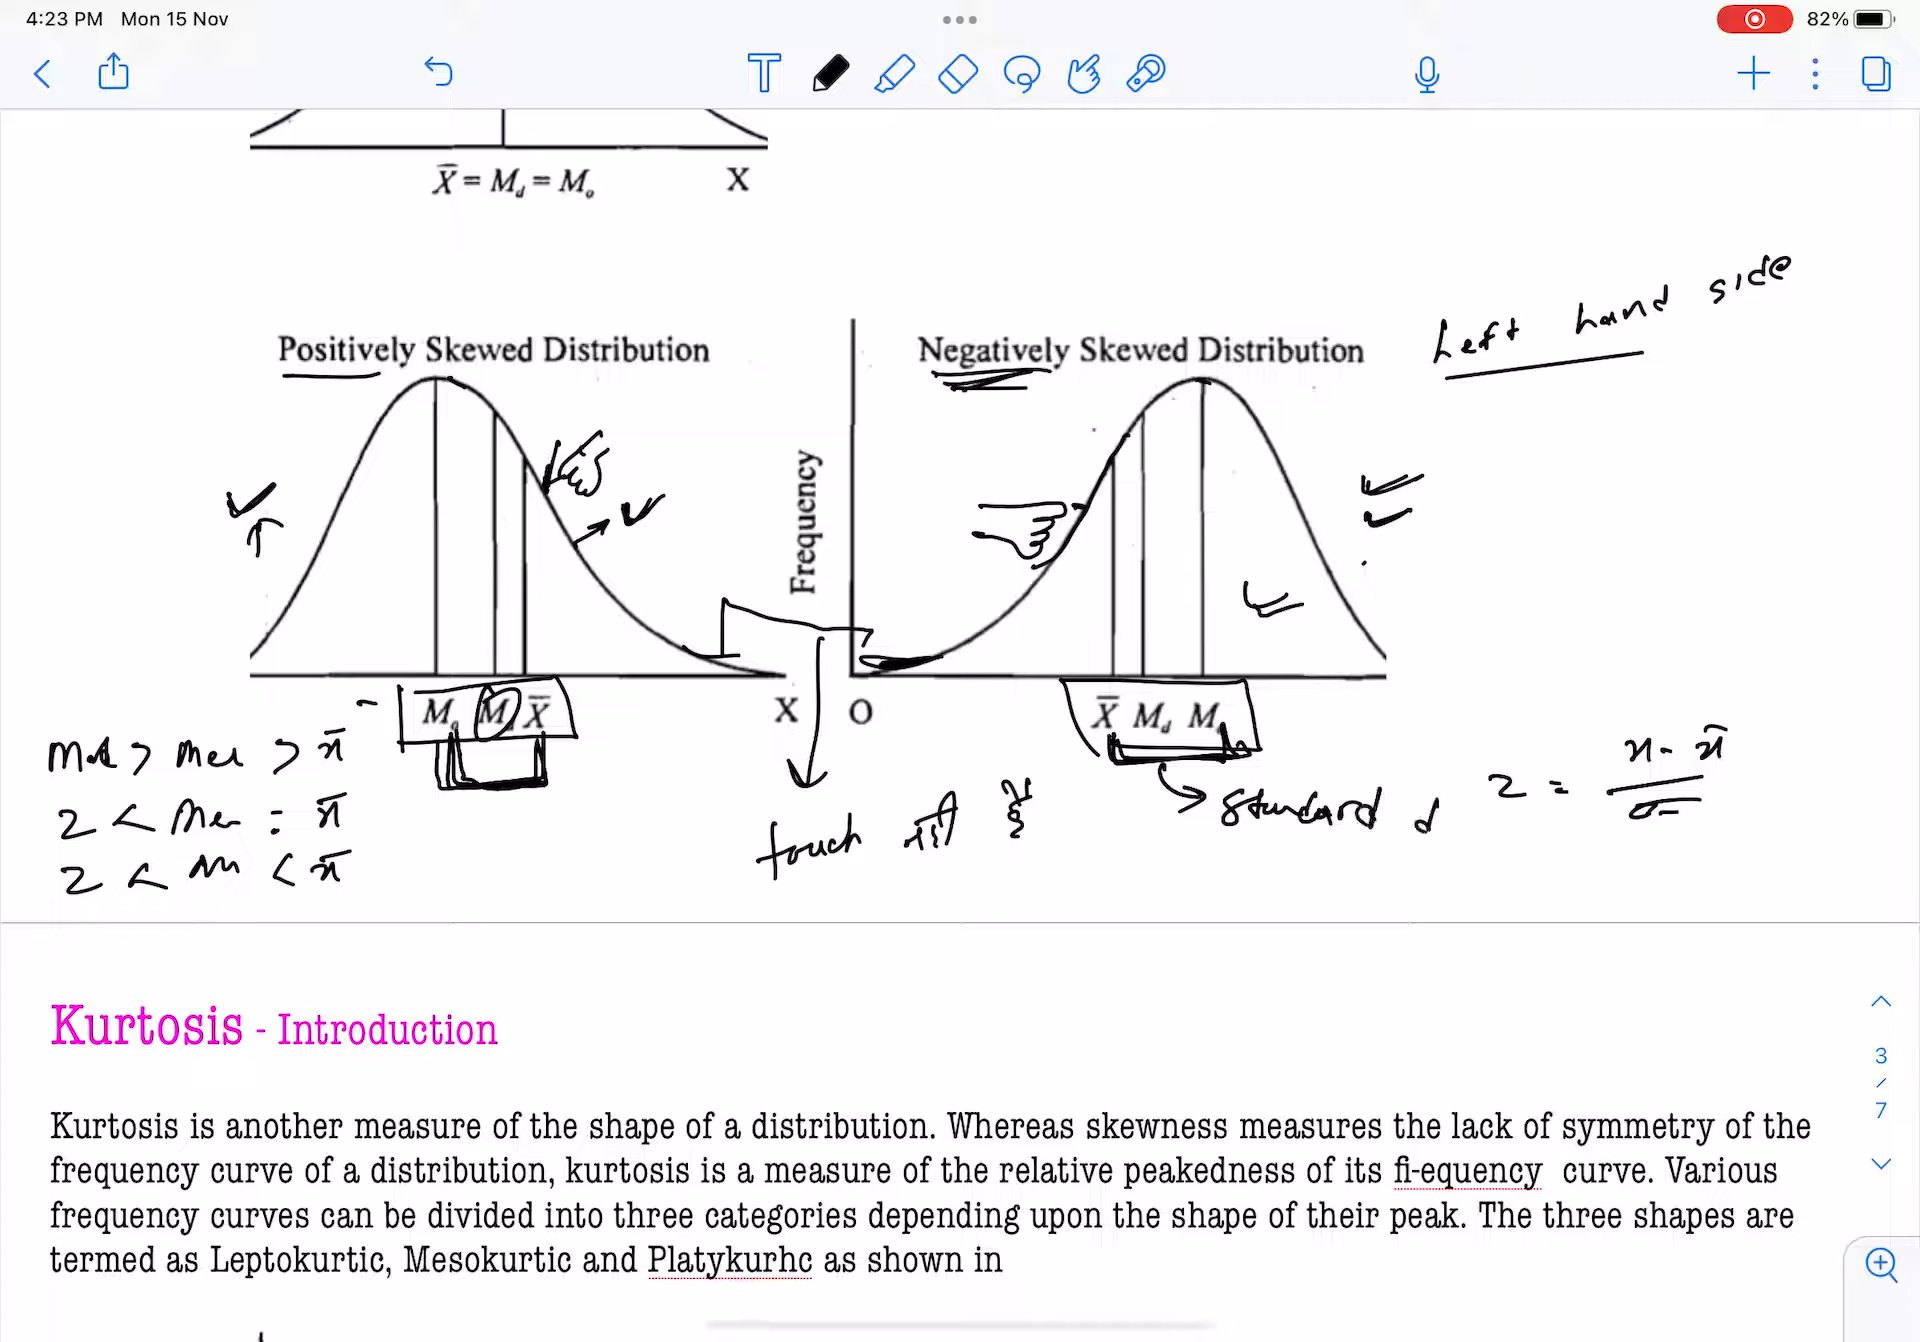 4:23 PM Mon 15 Nov
82%
X̄ = Md = Mo X
Left hand side
Positively Skewed Distribution
Negatively Skewed Distribution
Frequency
Mo M X̄ X
O X̄ Md M
> x̄
2 < = x̄
2 < < x̄
touch
Standard d
z = x - x̄
σ
Kurtosis - Introduction
Kurtosis is another measure of the shape of a distribution. Whereas skewness measures the lack of symmetry of the
frequency curve of a distribution, kurtosis is a measure of the relative peakedness of its fi-equency curve. Various
frequency curves can be divided into three categories depending upon the shape of their peak. The three shapes are
termed as Leptokurtic, Mesokurtic and Platykurhc as shown in
3
/
7